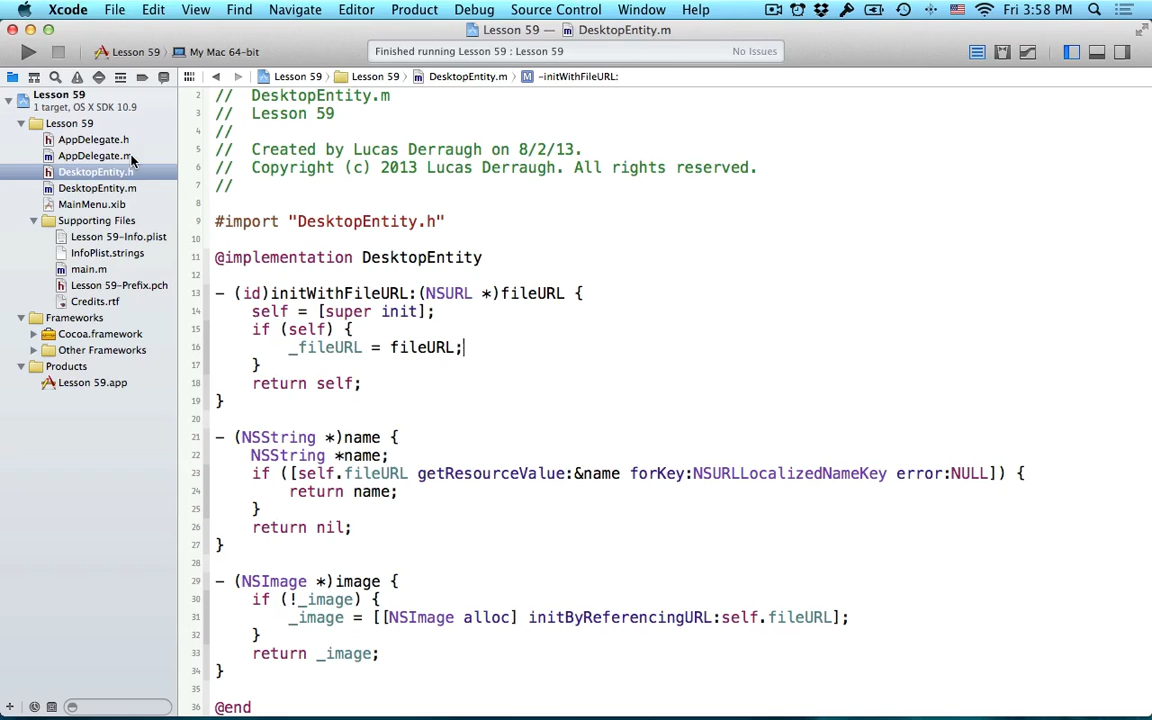 Xcode File Edit View Find Navigate Editor Product Debug Source Control Window Help Fri 3:58 PM
Lesson 59 — DesktopEntity.m
Lesson 59 My Mac 64-bit Finished running Lesson 59 : Lesson 59 No Issues
Lesson 59 Lesson 59 DesktopEntity.m -initWithFileURL:
Lesson 59
1 target, OS X SDK 10.9
Lesson 59
AppDelegate.h
AppDelegate.m
DesktopEntity.h
DesktopEntity.m
MainMenu.xib
Supporting Files
Lesson 59-Info.plist
InfoPlist.strings
main.m
Lesson 59-Prefix.pch
Credits.rtf
Frameworks
Cocoa.framework
Other Frameworks
Products
Lesson 59.app
2 // DesktopEntity.m
3 // Lesson 59
4 //
5 // Created by Lucas Derraugh on 8/2/13.
6 // Copyright (c) 2013 Lucas Derraugh. All rights reserved.
7 //
8
9 #import "DesktopEntity.h"
10
11 @implementation DesktopEntity
12
13 - (id)initWithFileURL:(NSURL *)fileURL {
14 self = [super init];
15 if (self) {
16 _fileURL = fileURL;
17 }
18 return self;
19 }
20
21 - (NSString *)name {
22 NSString *name;
23 if ([self.fileURL getResourceValue:&name forKey:NSURLLocalizedNameKey error:NULL]) {
24 return name;
25 }
26 return nil;
27 }
28
29 - (NSImage *)image {
30 if (!_image) {
31 _image = [[NSImage alloc] initByReferencingURL:self.fileURL];
32 }
33 return _image;
34 }
35
36 @end